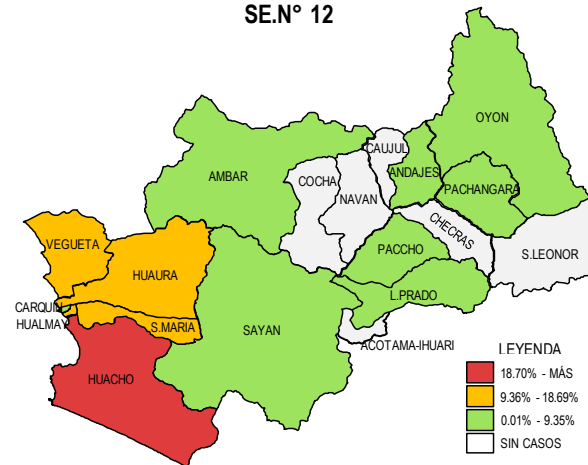 SE.N° 12
OYON
CAUJUL
ANDAJES
AMBAR
COCHA
NAVAN
PACHANGARA
CHECRAS
VEGUETA
HUAURA
PACCHO
S.LEONOR
L.PRADO
CARQUIN
HUALMAY
S.MARIA
SAYAN
ACOTAMA-IHUARI
HUACHO
LEYENDA
18.70% - MÁS
9.36% - 18.69%
0.01% - 9.35%
SIN CASOS